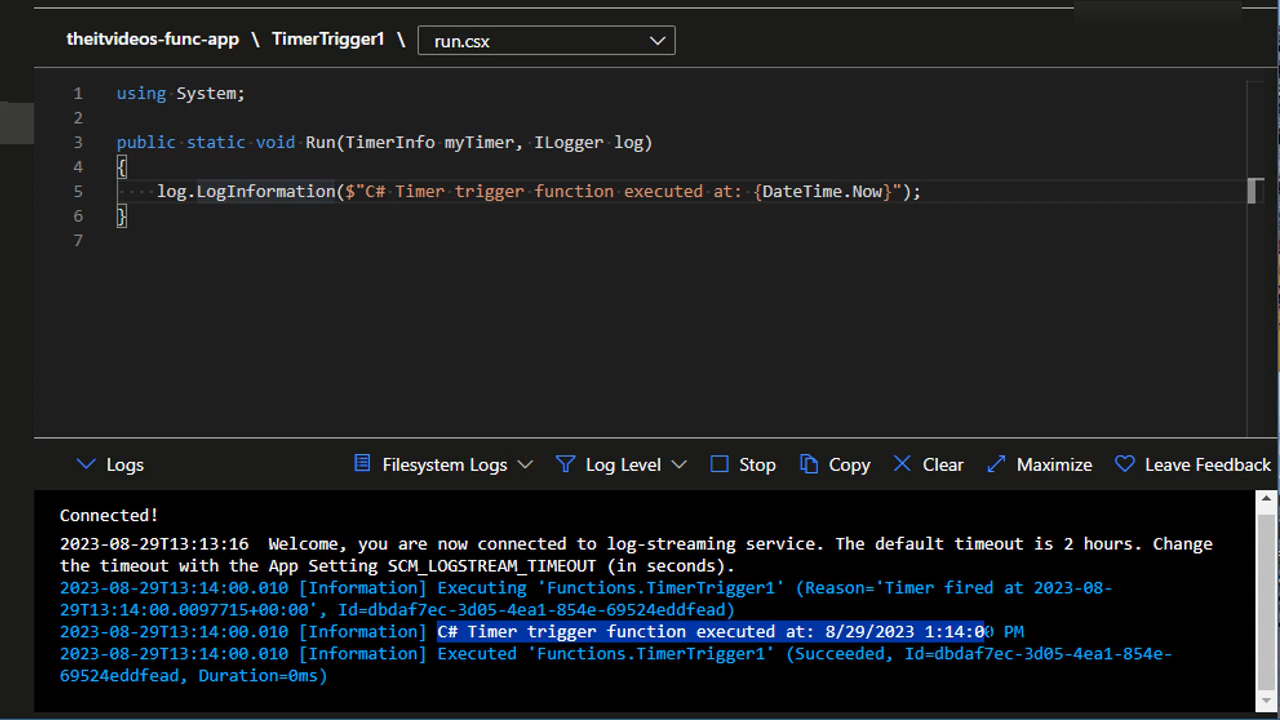 theitvideos-func-app \ TimerTrigger1 \ run.csx
1 using System;
2
3 public static void Run(TimerInfo myTimer, ILogger log)
4 {
5 log.LogInformation($"C# Timer trigger function executed at: {DateTime.Now}");
6 }
7
Logs Filesystem Logs Log Level Stop Copy Clear Maximize Leave Feedback
Connected!
2023-08-29T13:13:16  Welcome, you are now connected to log-streaming service. The default timeout is 2 hours. Change
the timeout with the App Setting SCM_LOGSTREAM_TIMEOUT (in seconds).
2023-08-29T13:14:00.010 [Information] Executing 'Functions.TimerTrigger1' (Reason='Timer fired at 2023-08-
29T13:14:00.0097715+00:00', Id=dbdaf7ec-3d05-4ea1-854e-69524eddfead)
2023-08-29T13:14:00.010 [Information] C# Timer trigger function executed at: 8/29/2023 1:14:00 PM
2023-08-29T13:14:00.010 [Information] Executed 'Functions.TimerTrigger1' (Succeeded, Id=dbdaf7ec-3d05-4ea1-854e-
69524eddfead, Duration=0ms)